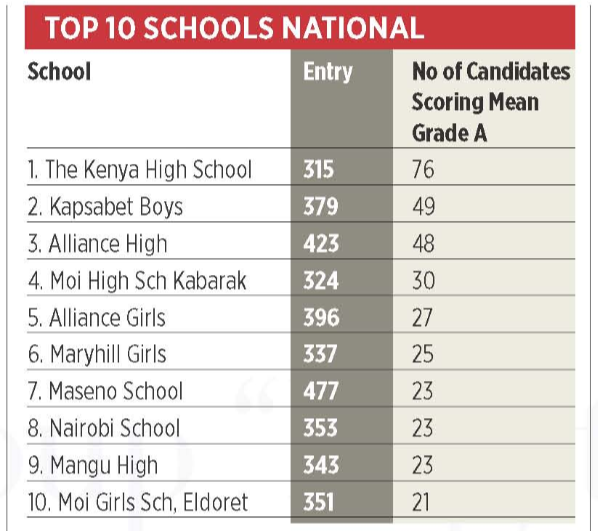 TOP 10 SCHOOLS NATIONAL
School Entry No of Candidates
Scoring Mean
Grade A
1. The Kenya High School 315 76
2. Kapsabet Boys 379 49
3. Alliance High 423 48
4. Moi High Sch Kabarak 324 30
5. Alliance Girls 396 27
6. Maryhill Girls 337 25
7. Maseno School 477 23
8. Nairobi School 353 23
9. Mangu High 343 23
10. Moi Girls Sch, Eldoret 351 21